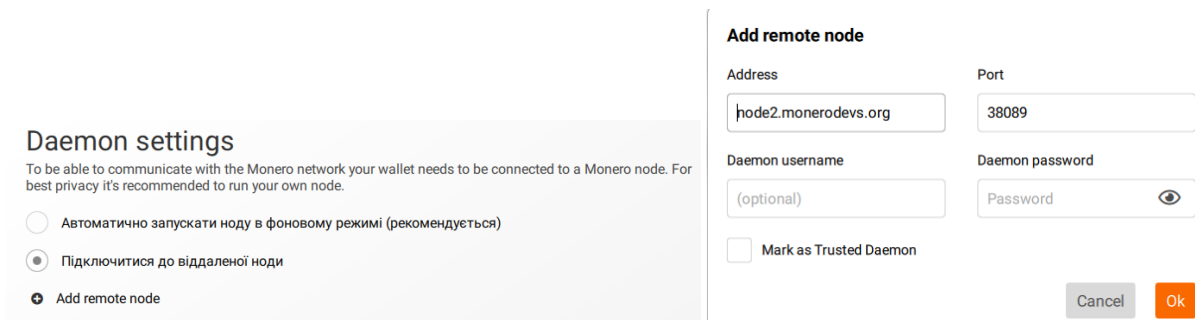 Daemon settings
To be able to communicate with the Monero network your wallet needs to be connected to a Monero node. For
best privacy it's recommended to run your own node.
Автоматично запускати ноду в фоновому режимі (рекомендується)
Підключитися до віддаленої ноди
Add remote node
Add remote node
Address Port
node2.monerodevs.org 38089
Daemon username Daemon password
(optional) Password
Mark as Trusted Daemon
Cancel Ok